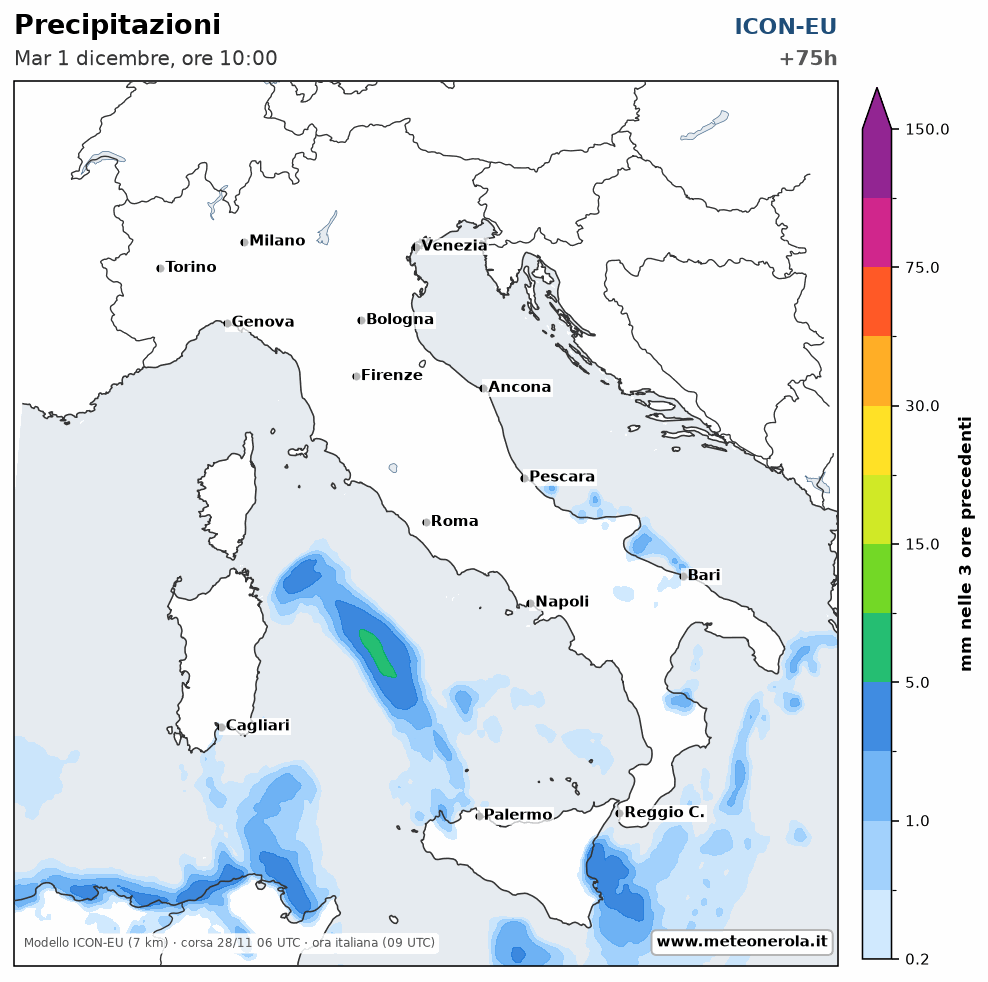 Precipitazioni
ICON-EU
Mar 1 dicembre, ore 10:00
+75h
150.0
75.0
30.0
15.0
5.0
1.0
0.2
mm nelle 3 ore precedenti
Milano
Venezia
Torino
Genova
Bologna
Firenze
Ancona
Pescara
Roma
Bari
Napoli
Cagliari
Palermo
Reggio C.
Modello ICON-EU (7 km) · corsa 28/11 06 UTC · ora italiana (09 UTC)
www.meteonerola.it